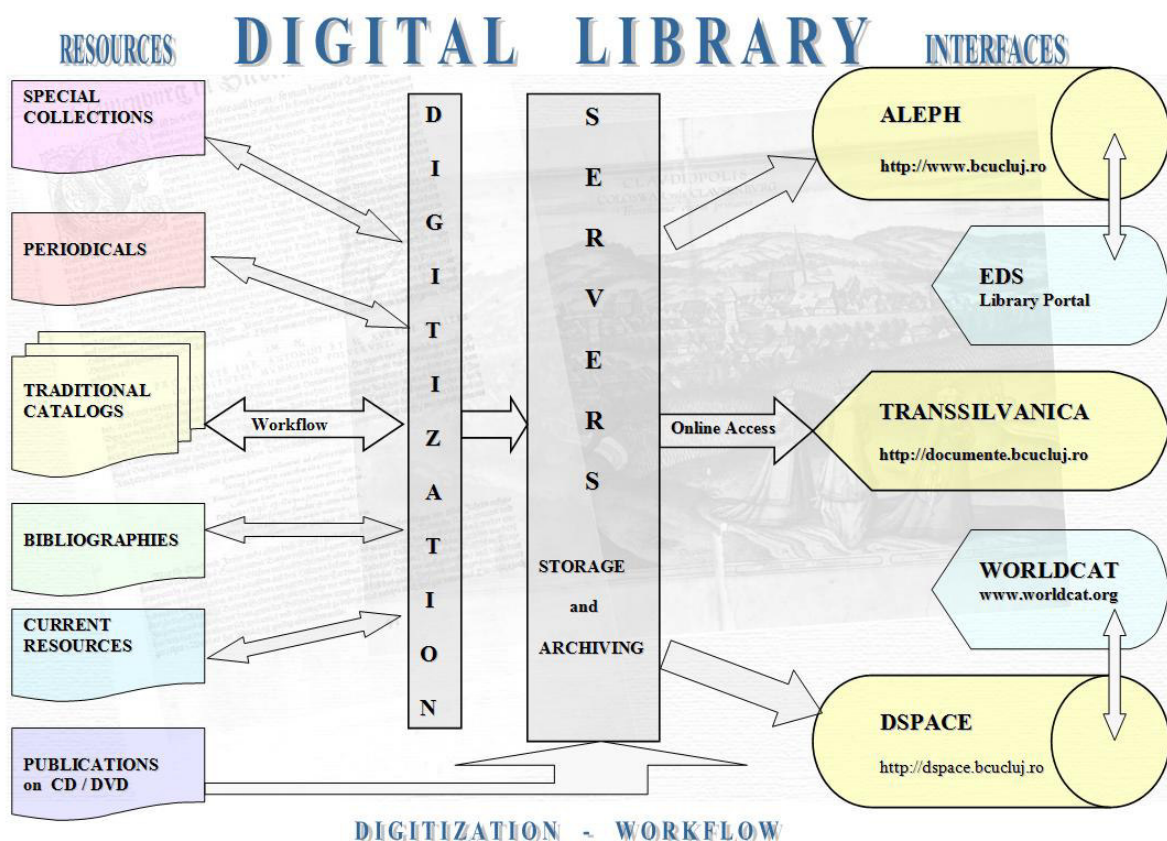 RESOURCES
DIGITAL LIBRARY
INTERFACES
SPECIAL
COLLECTIONS
PERIODICALS
TRADITIONAL
CATALOGS
BIBLIOGRAPHIES
CURRENT
RESOURCES
PUBLICATIONS
on CD / DVD
Workflow
DIGITIZATION
SERVERS
STORAGE
and
ARCHIVING
Online Access
ALEPH
http://www.bcucluj.ro
EDS
Library Portal
TRANSSILVANICA
http://documente.bcucluj.ro
WORLDCAT
www.worldcat.org
DSPACE
http://dspace.bcucluj.ro
DIGITIZATION - WORKFLOW